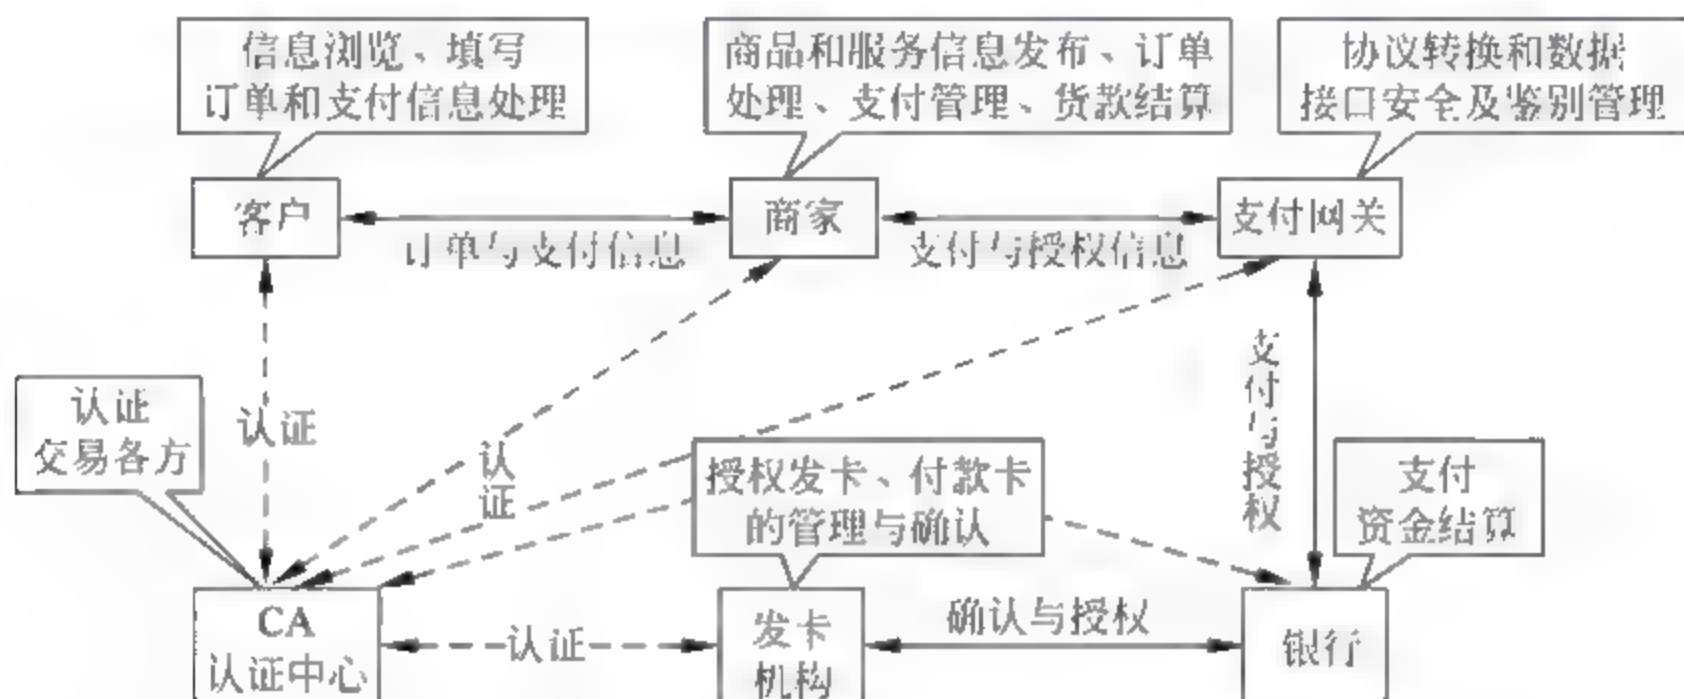 信息浏览、填写
订单和支付信息处理
商品和服务信息发布、订单
处理、支付管理、货款结算
协议转换和数据
接口安全及鉴别管理
客户
商家
支付网关
订单与支付信息
支付与授权信息
认证
交易各方
认证
认
证
授权发卡、付款卡
的管理与确认
支付与授权
支付
资金结算
CA
认证中心
认证
发卡
机构
确认与授权
银行